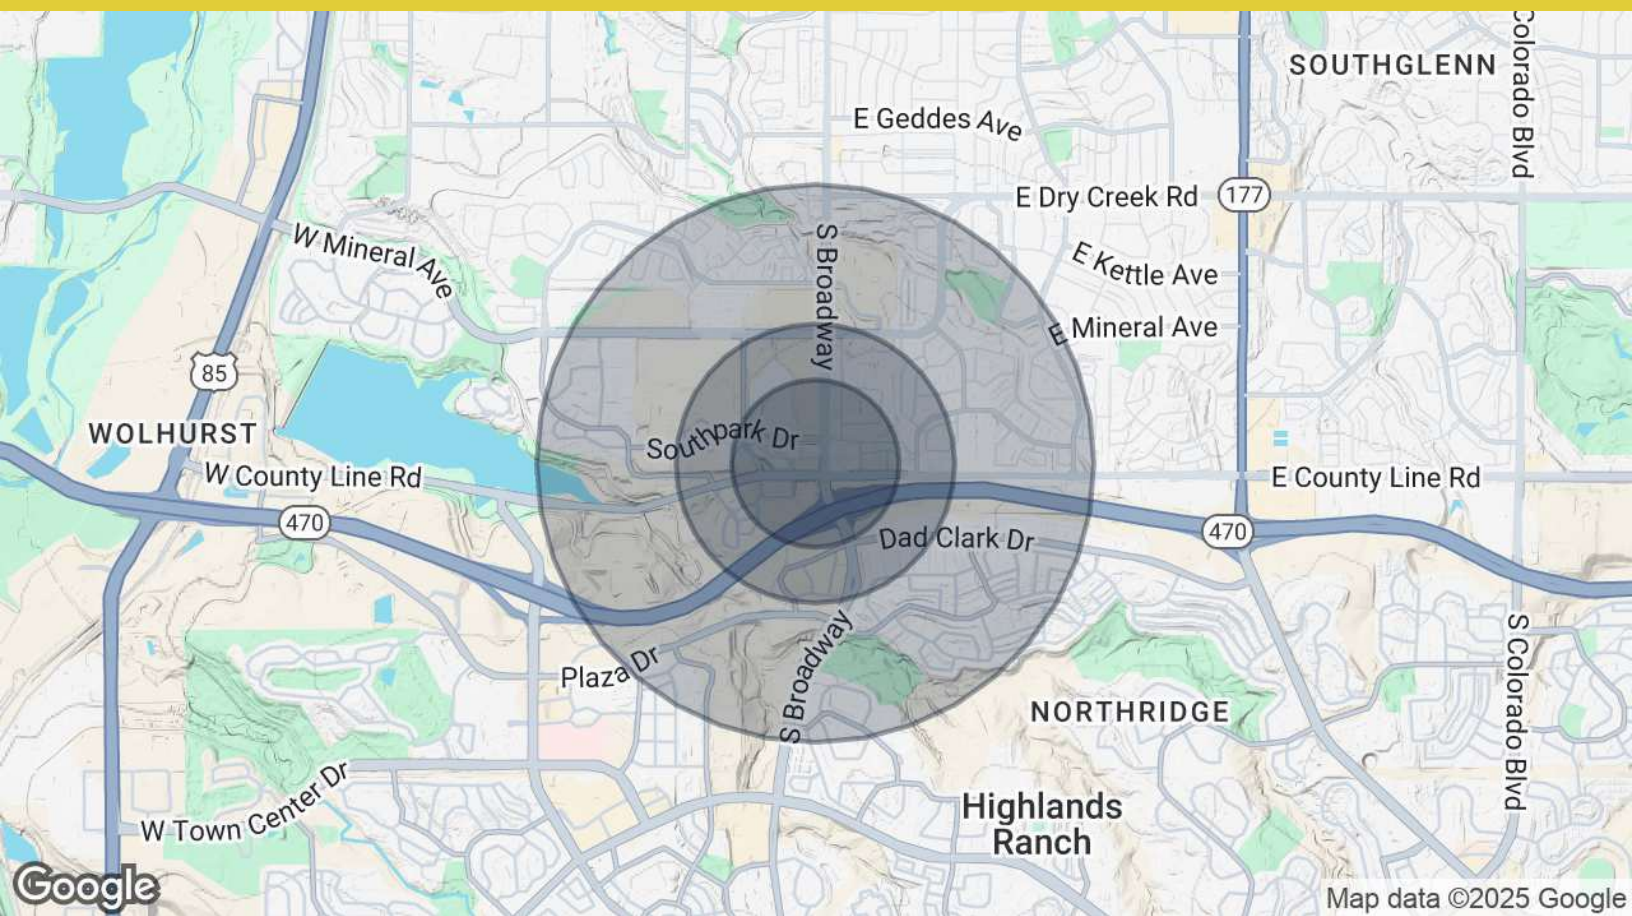 Colorado Blvd
SOUTHGLENN
E Geddes Ave
E Dry Creek Rd
177
W Mineral Ave
S Broadway
E Kettle Ave
E Mineral Ave
85
WOLHURST
Southpark Dr
W County Line Rd
E County Line Rd
470
470
Dad Clark Dr
S Broadway
Plaza Dr
S Colorado Blvd
NORTHRIDGE
W Town Center Dr
Highlands
Ranch
Google
Map data ©2025 Google